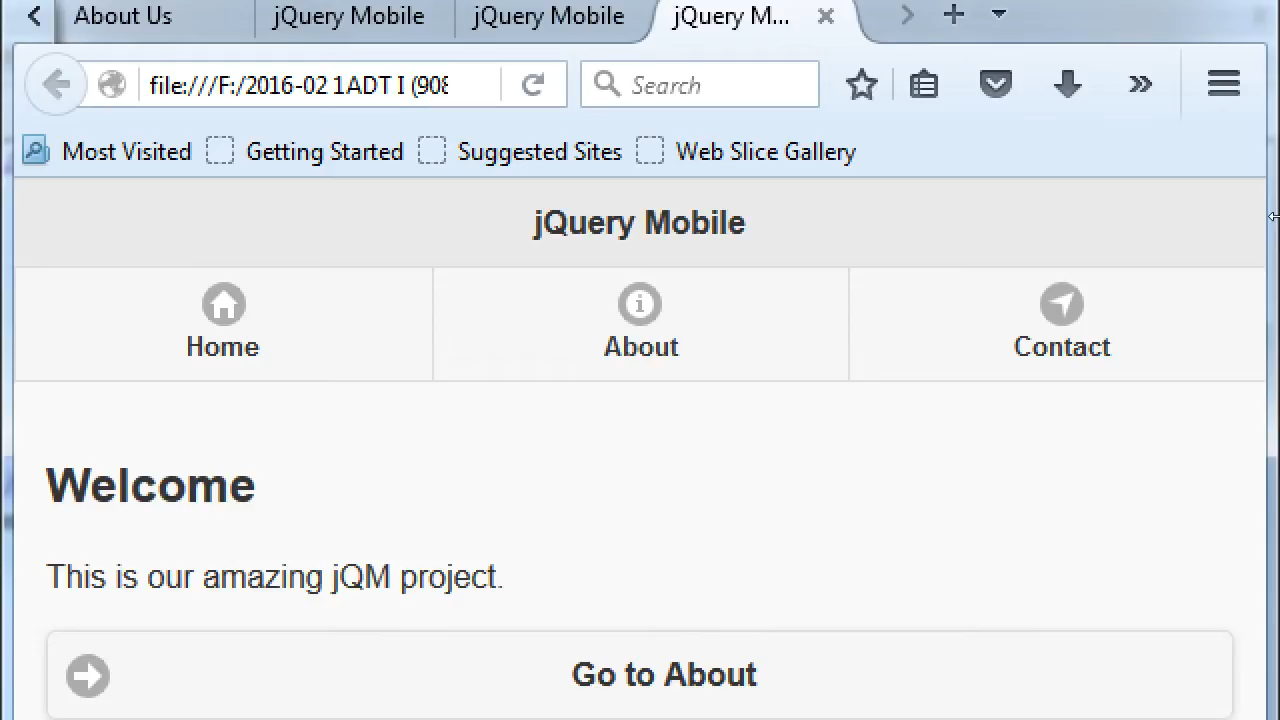 About Us jQuery Mobile jQuery Mobile jQuery M...
file:///F:/2016-02 1ADT I (908 Search
Most Visited Getting Started Suggested Sites Web Slice Gallery
jQuery Mobile
Home About Contact
Welcome
This is our amazing jQM project.
Go to About